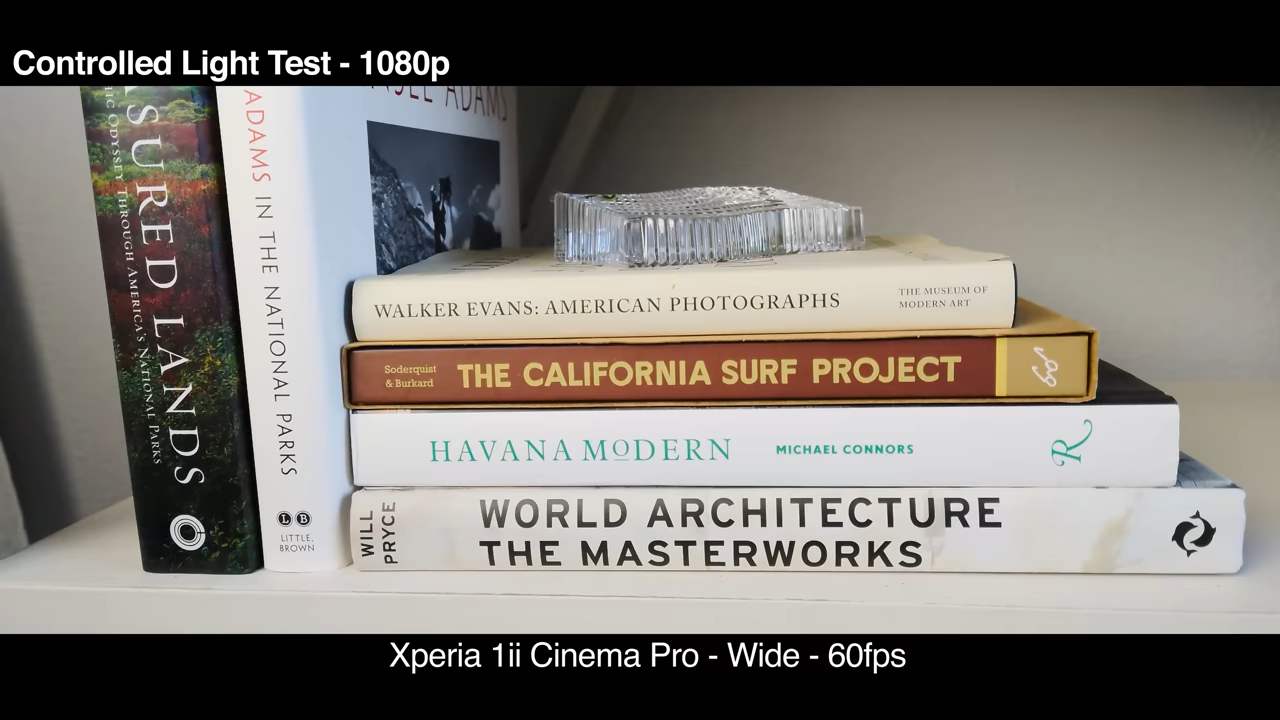 Controlled Light Test - 1080p
SURED LANDS
ODYSSEY THROUGH AMERICA'S NATIONAL PARKS
ADAMS IN THE NATIONAL PARKS
L B
LITTLE,
BROWN
ADAMS
WALKER EVANS: AMERICAN PHOTOGRAPHS
THE MUSEUM OF
MODERN ART
Soderquist
& Burkard
THE CALIFORNIA SURF PROJECT
HAVANA MODERN
MICHAEL CONNORS
R
WILL
PRYCE
WORLD ARCHITECTURE
THE MASTERWORKS
Xperia 1ii Cinema Pro - Wide - 60fps